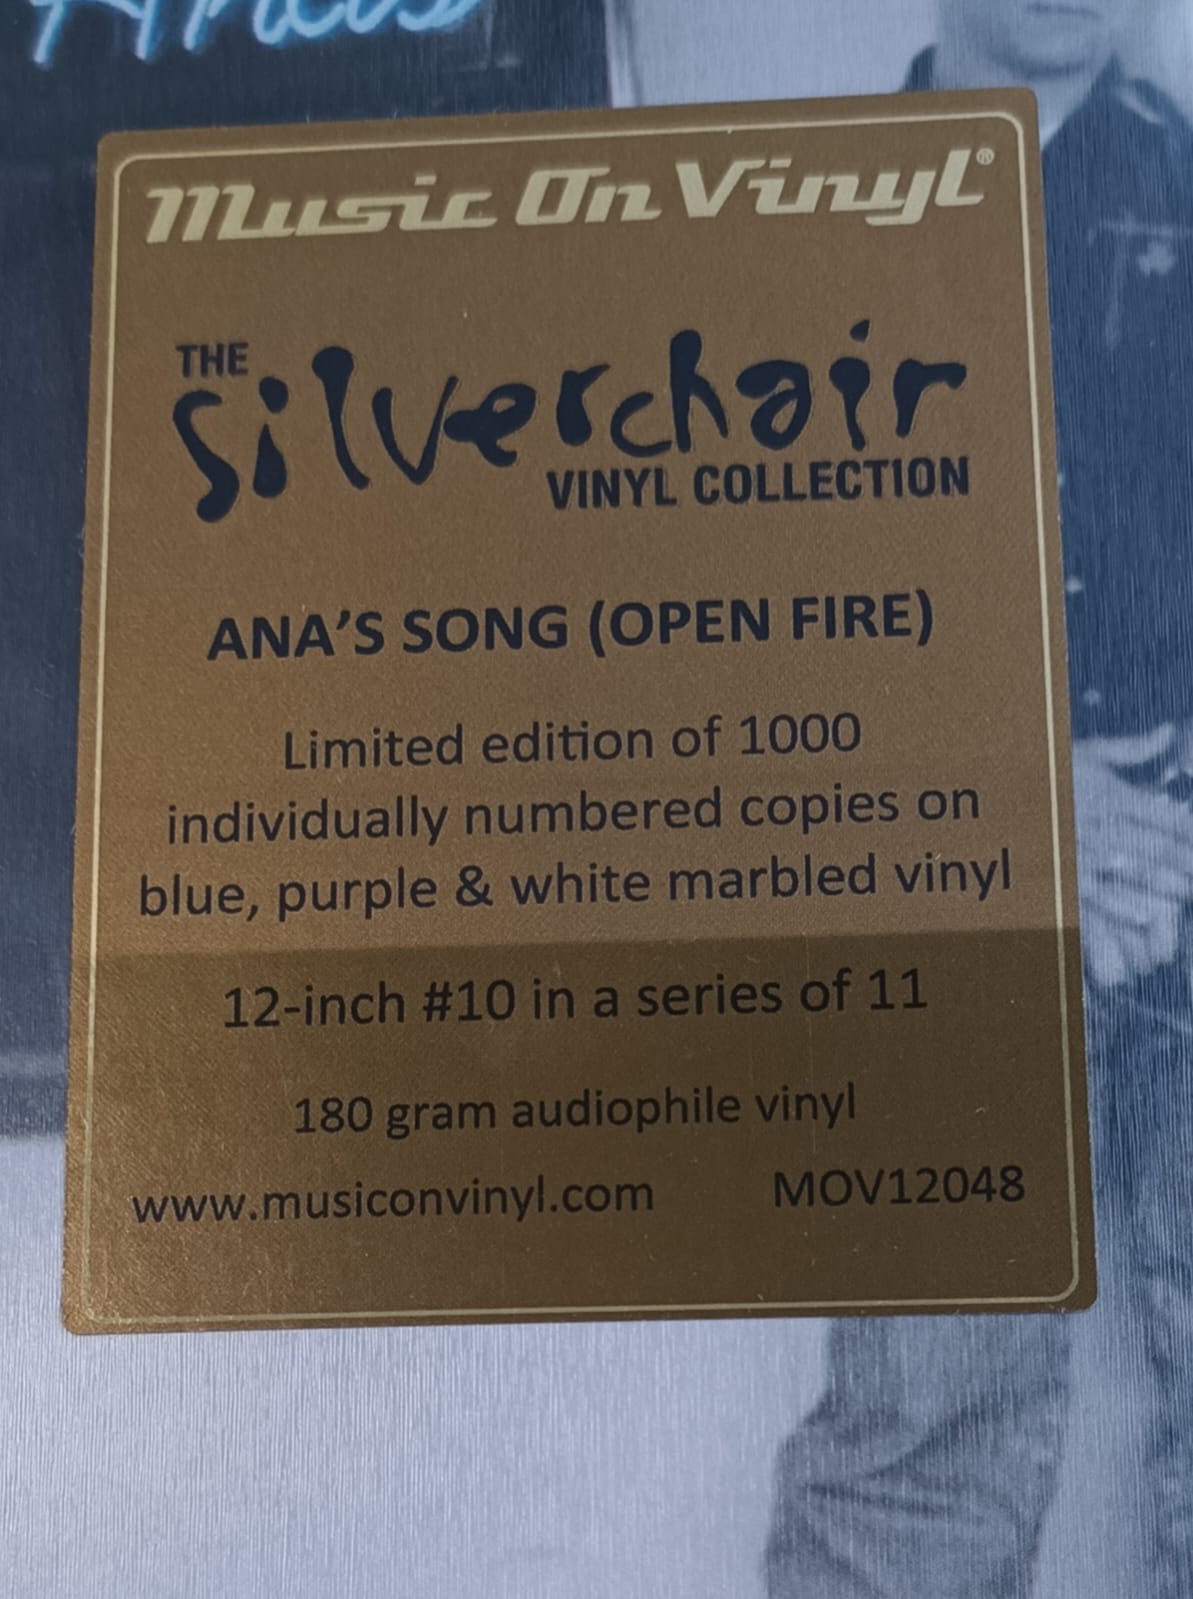 Music On Vinyl®
THE
silverchair
VINYL COLLECTION
ANA'S SONG (OPEN FIRE)
Limited edition of 1000
individually numbered copies on
blue, purple & white marbled vinyl
12-inch #10 in a series of 11
180 gram audiophile vinyl
www.musiconvinyl.com MOV12048